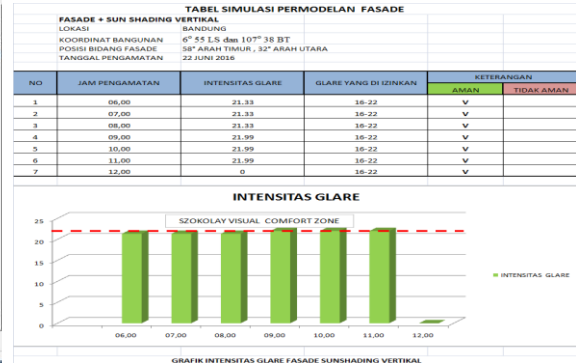 TABEL SIMULASI PERMODELAN FASADE
FASADE + SUN SHADING VERTIKAL
LOKASI BANDUNG
KOORDINAT BANGUNAN 6° 55 LS dan 107° 38 BT
POSISI BIDANG FASADE 58° ARAH TIMUR , 32° ARAH UTARA
TANGGAL PENGAMATAN 22 JUNI 2016
NO JAM PENGAMATAN INTENSITAS GLARE GLARE YANG DI IZINKAN KETERANGAN
AMAN TIDAK AMAN
1 06,00 21.33 16-22 V
2 07,00 21.33 16-22 V
3 08,00 21.33 16-22 V
4 09,00 21.99 16-22 V
5 10,00 21.99 16-22 V
6 11,00 21.99 16-22 V
7 12,00 0 16-22 V
INTENSITAS GLARE
SZOKOLAY VISUAL COMFORT ZONE
25
20
15
10
5
0
06,00 07,00 08,00 09,00 10,00 11,00 12,00
INTENSITAS GLARE
GRAFIK INTENSITAS GLARE FASADE SUNSHADING VERTIKAL